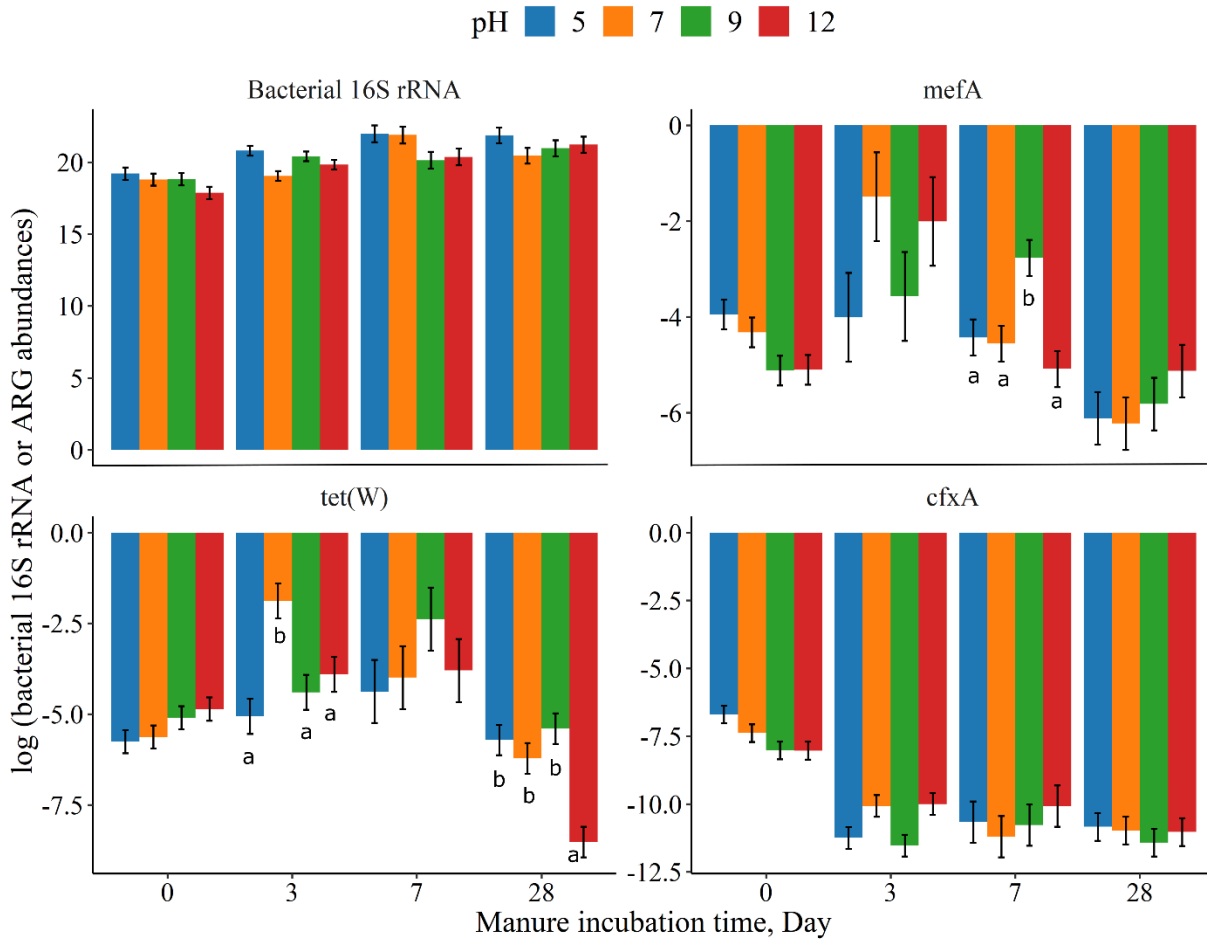 pH 5 7 9 12
Bacterial 16S rRNA
mefA
log (bacterial 16S rRNA or ARG abundances)
20
15
10
5
0
0
-2
-4
-6
b
a a a
tet(W)
cfxA
0.0
-2.5
-5.0
-7.5
b
a a a
b b b
a
0.0
-2.5
-5.0
-7.5
-10.0
-12.5
0 3 7 28
0 3 7 28
Manure incubation time, Day